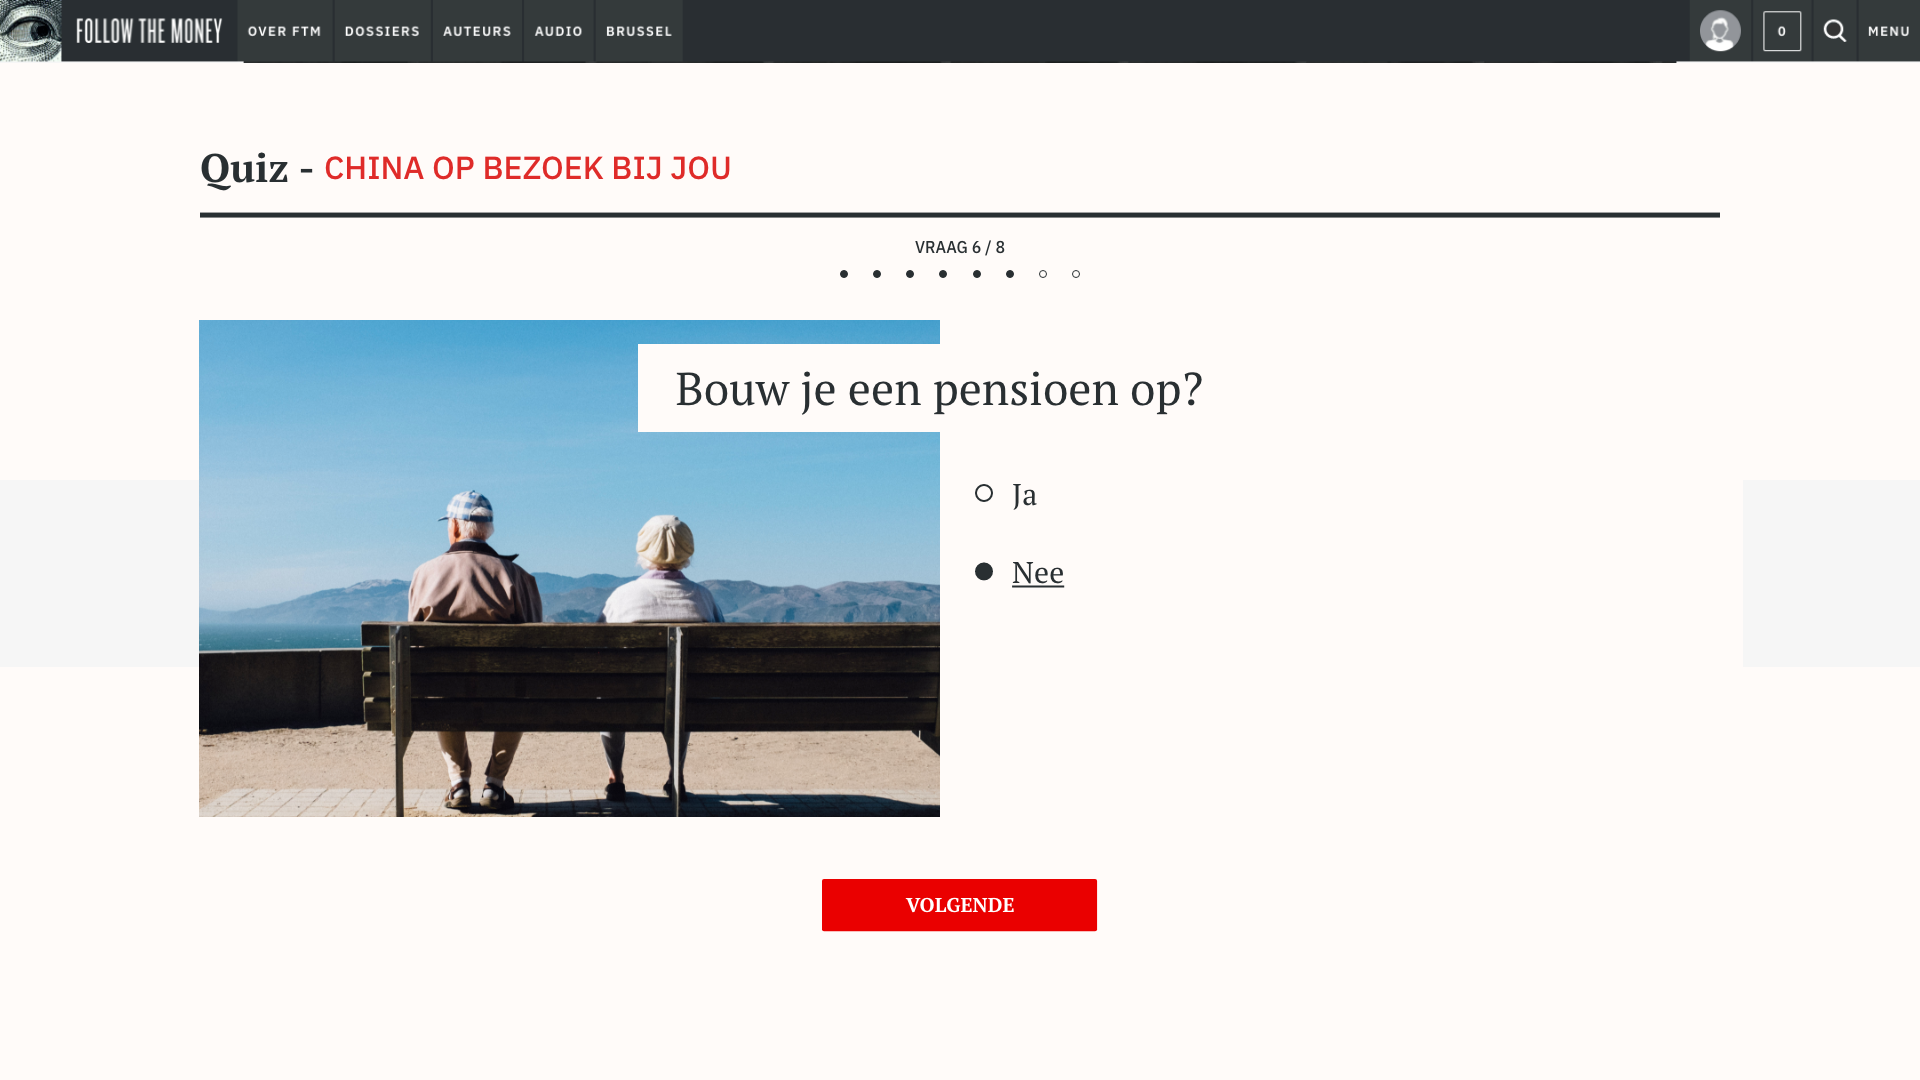 FOLLOW THE MONEY
OVER FTM
DOSSIERS
AUTEURS
AUDIO
BRUSSEL
0
MENU
Quiz - CHINA OP BEZOEK BIJ JOU
VRAAG 6 / 8
Bouw je een pensioen op?
Ja
Nee
VOLGENDE